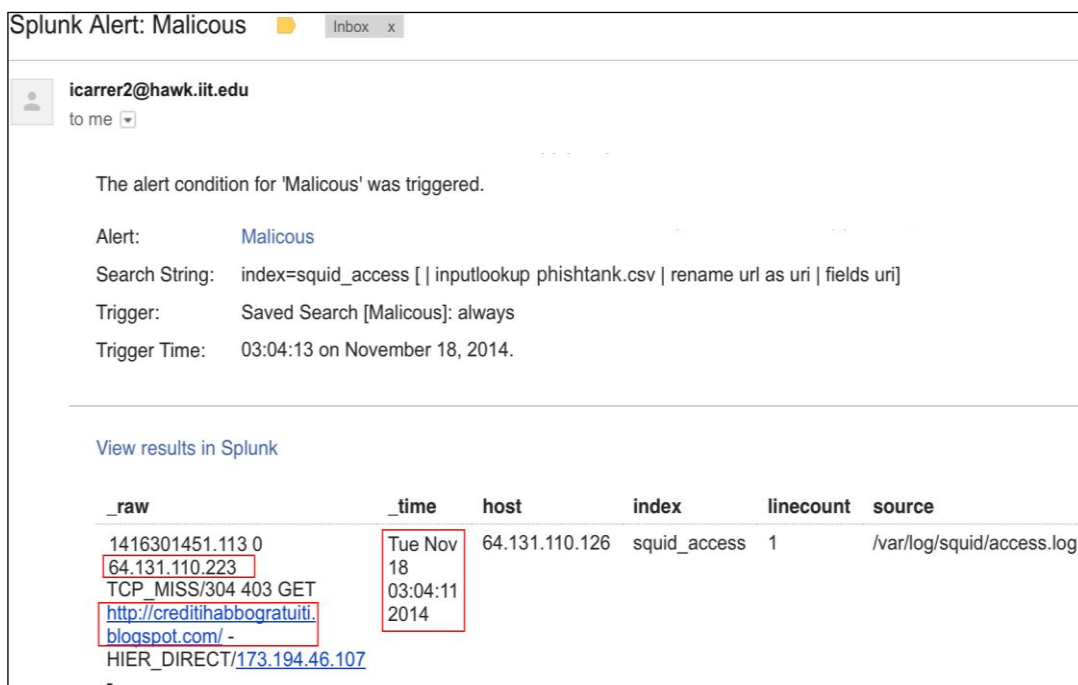 Splunk Alert: Malicous Inbox x
icarrer2@hawk.iit.edu
to me
The alert condition for 'Malicous' was triggered.
Alert: Malicous
Search String: index=squid_access [ | inputlookup phishtank.csv | rename url as uri | fields uri]
Trigger: Saved Search [Malicous]: always
Trigger Time: 03:04:13 on November 18, 2014.
View results in Splunk
_raw _time host index linecount source
1416301451.113 0 Tue Nov 64.131.110.126 squid_access 1 /var/log/squid/access.log
64.131.110.223 18
TCP_MISS/304 403 GET 03:04:11
http://creditihabbogratuiti. 2014
blogspot.com/ -
HIER_DIRECT/173.194.46.107
-